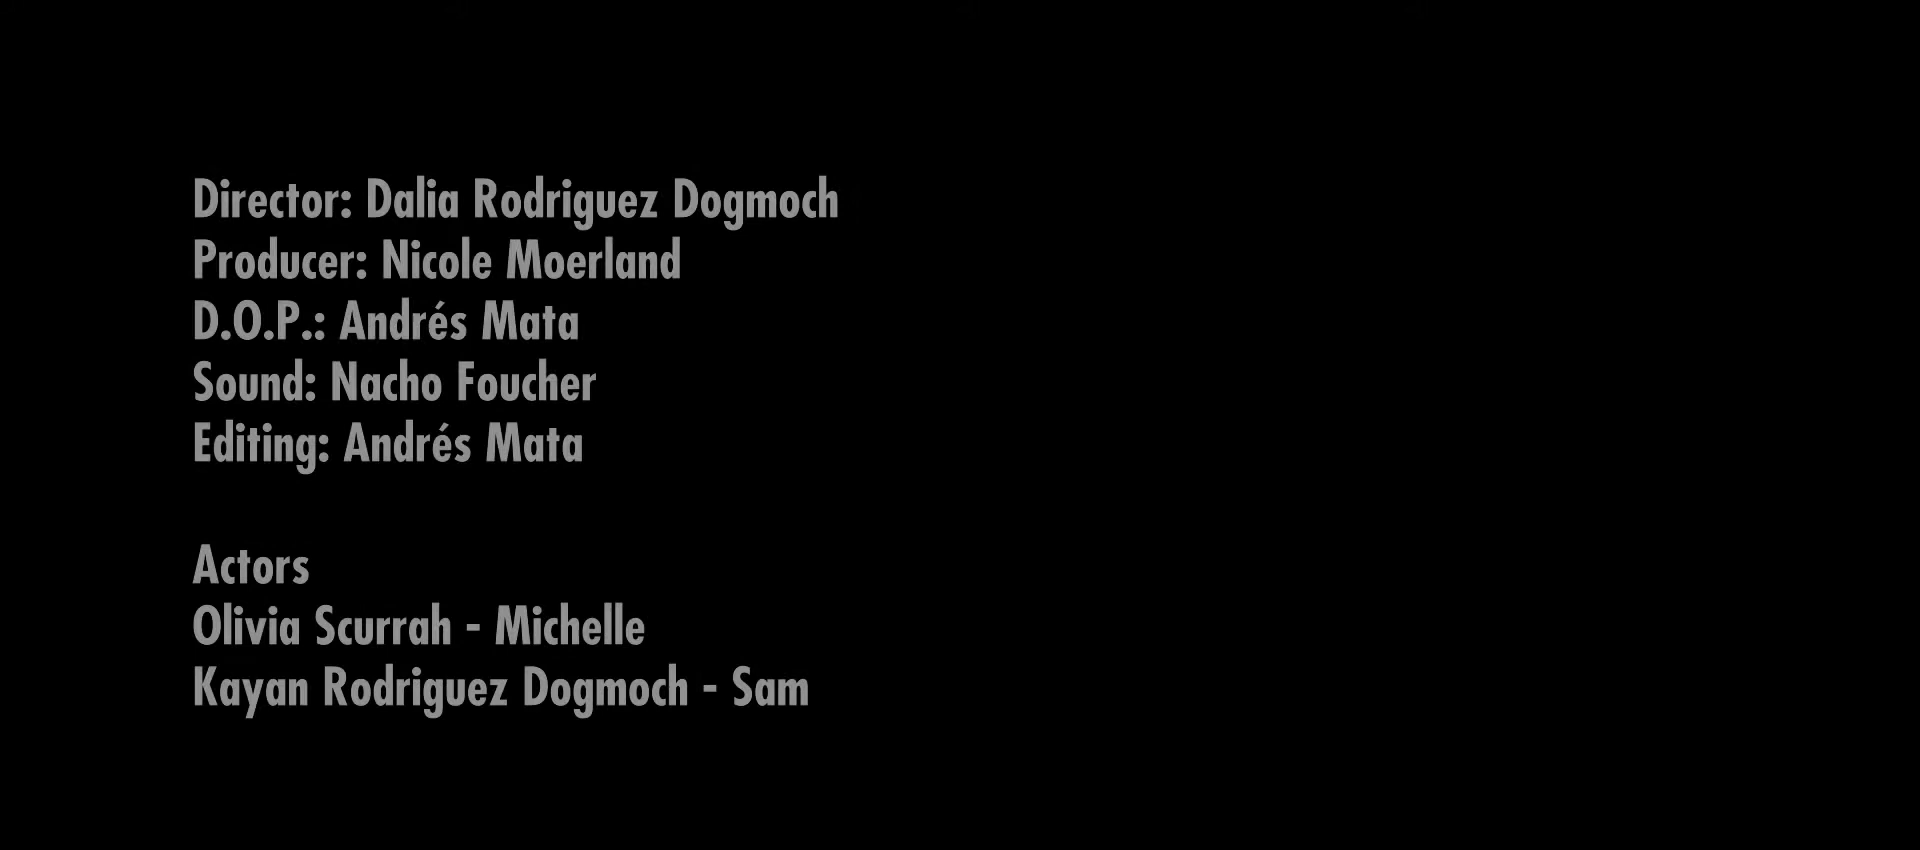 Director: Dalia Rodriguez Dogmoch
Producer: Nicole Moerland
D.O.P.: Andrés Mata
Sound: Nacho Foucher
Editing: Andrés Mata
Actors
Olivia Scurrah - Michelle
Kayan Rodriguez Dogmoch - Sam